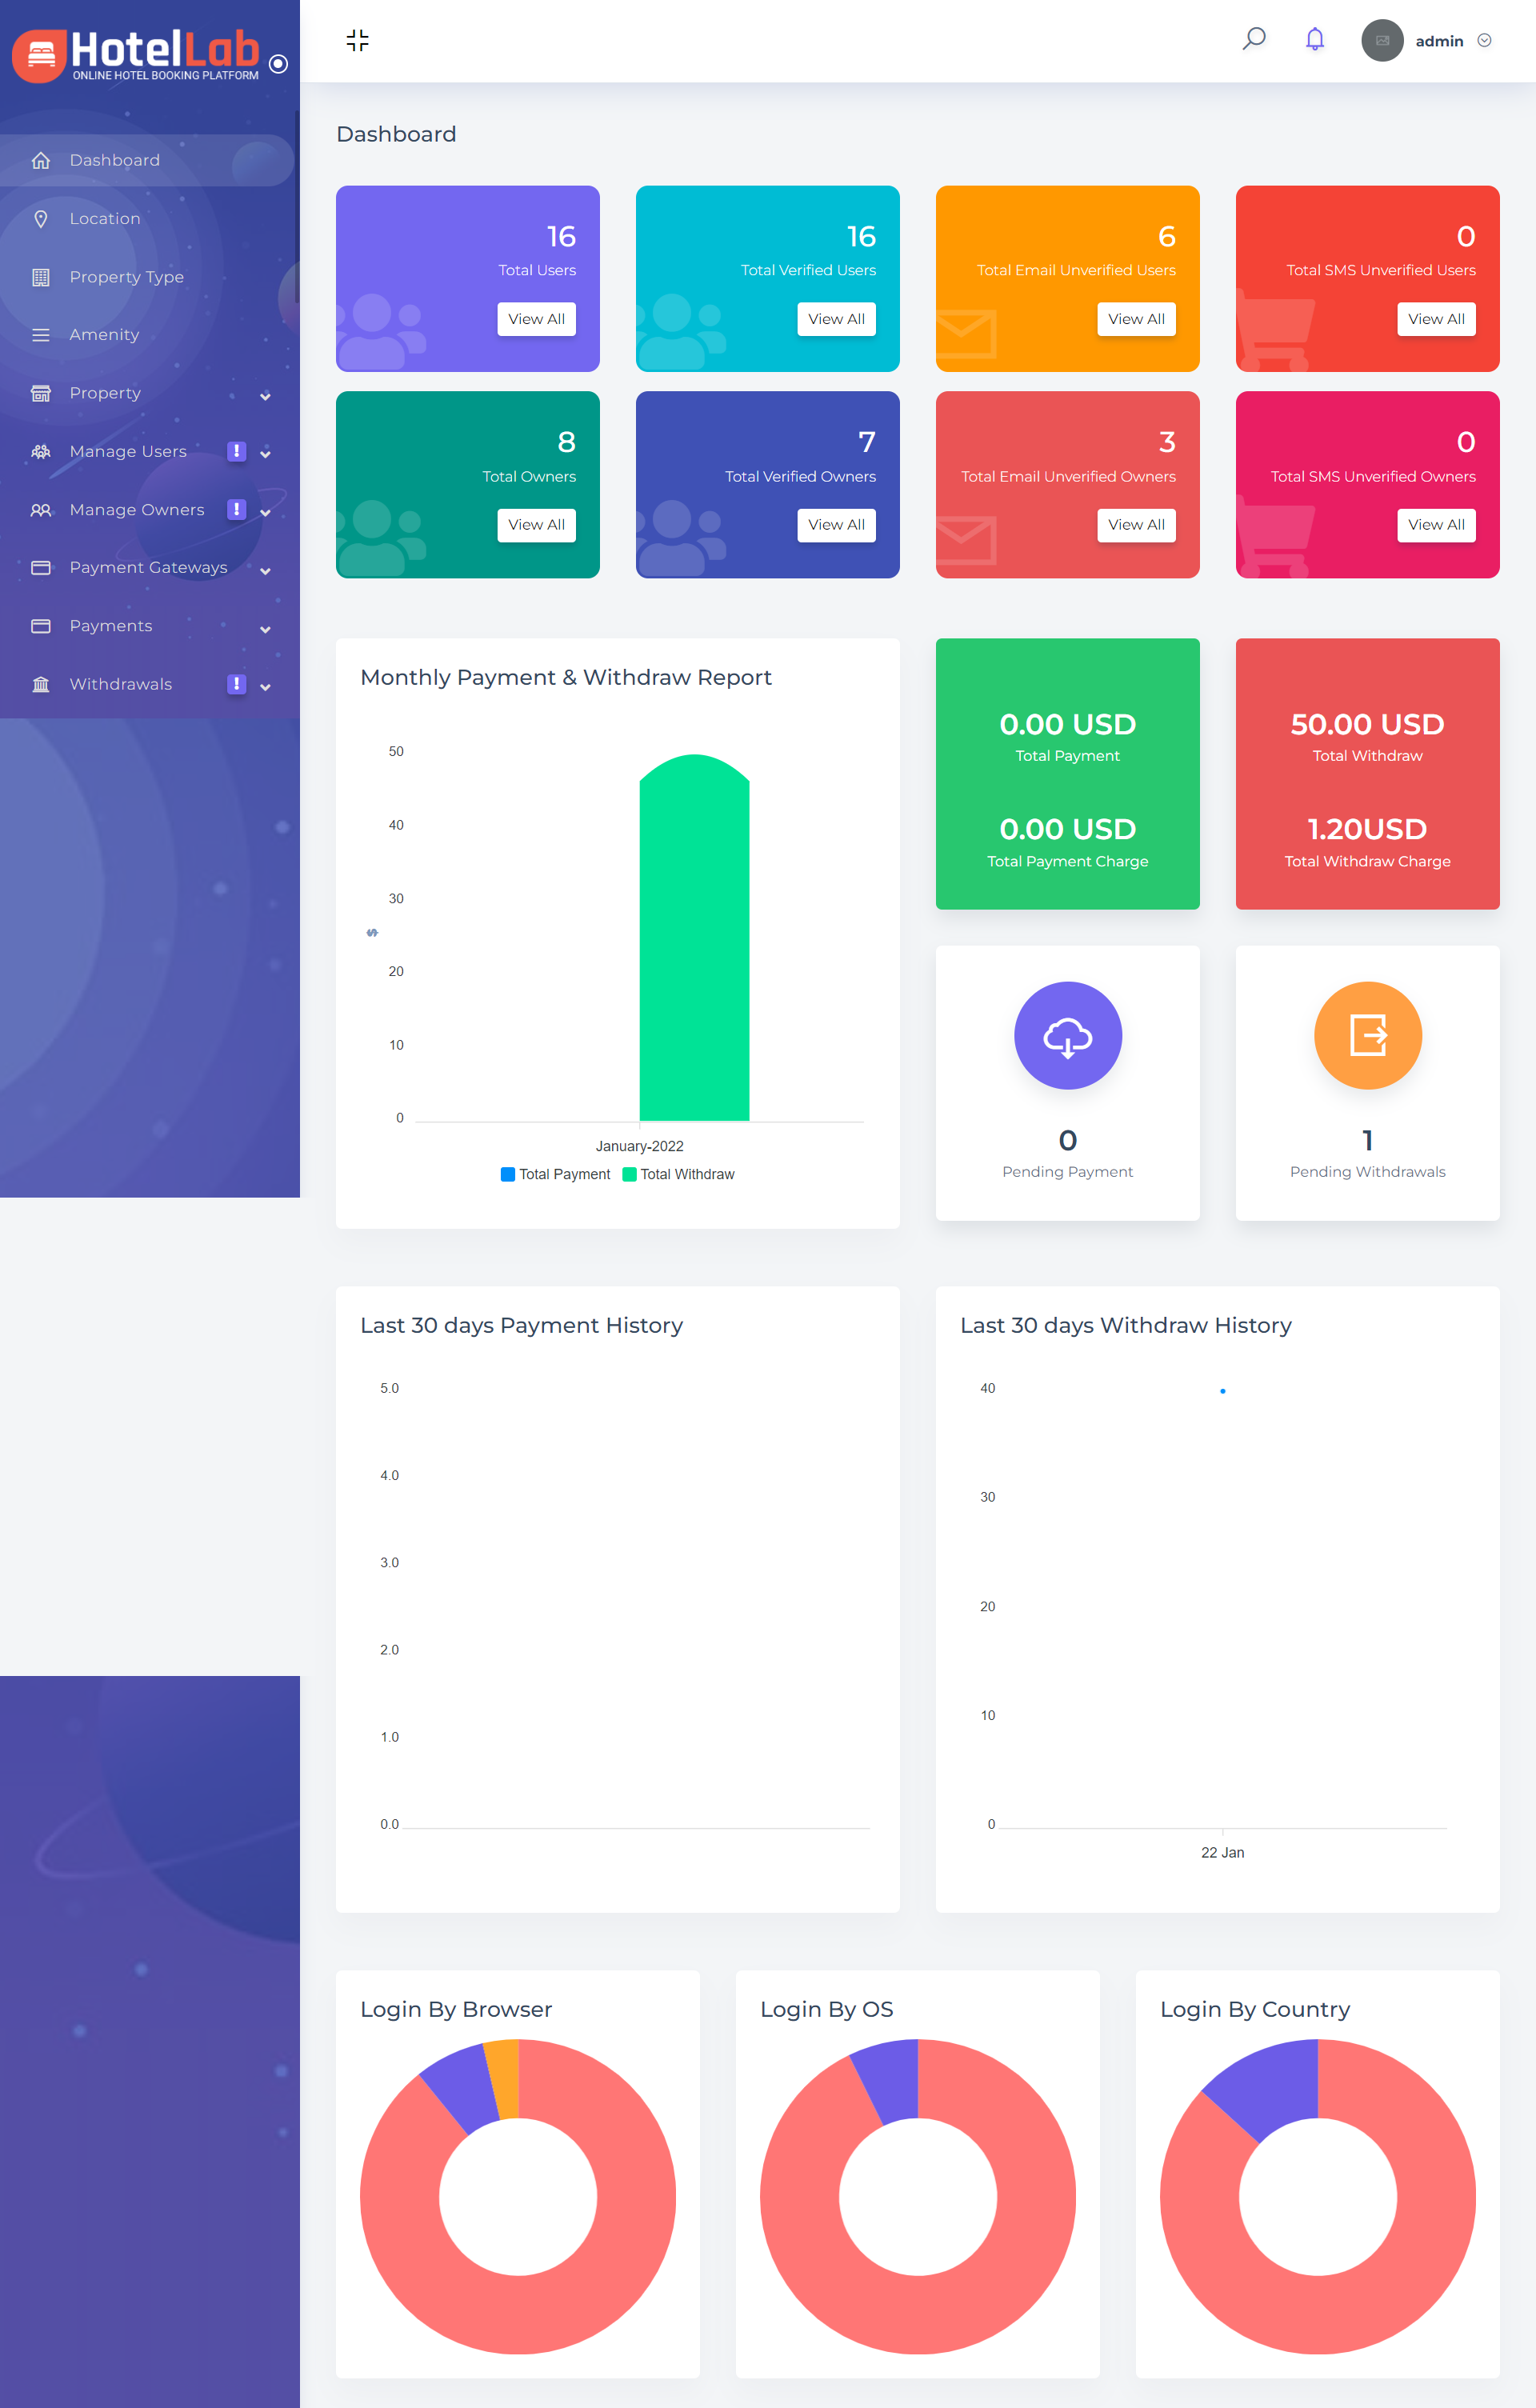 HotelLab
ONLINE HOTEL BOOKING PLATFORM
admin
Dashboard
Location
Property Type
Amenity
Property
Manage Users !
Manage Owners !
Payment Gateways
Payments
Withdrawals !
Dashboard
16
Total Users
View All
16
Total Verified Users
View All
6
Total Email Unverified Users
View All
0
Total SMS Unverified Users
View All
8
Total Owners
View All
7
Total Verified Owners
View All
3
Total Email Unverified Owners
View All
0
Total SMS Unverified Owners
View All
Monthly Payment & Withdraw Report
50
40
30
$
20
10
0
January-2022
Total Payment Total Withdraw
0.00 USD
Total Payment
0.00 USD
Total Payment Charge
50.00 USD
Total Withdraw
1.20USD
Total Withdraw Charge
0
Pending Payment
1
Pending Withdrawals
Last 30 days Payment History
5.0
4.0
3.0
2.0
1.0
0.0
Last 30 days Withdraw History
40
30
20
10
0
22 Jan
Login By Browser
Login By OS
Login By Country